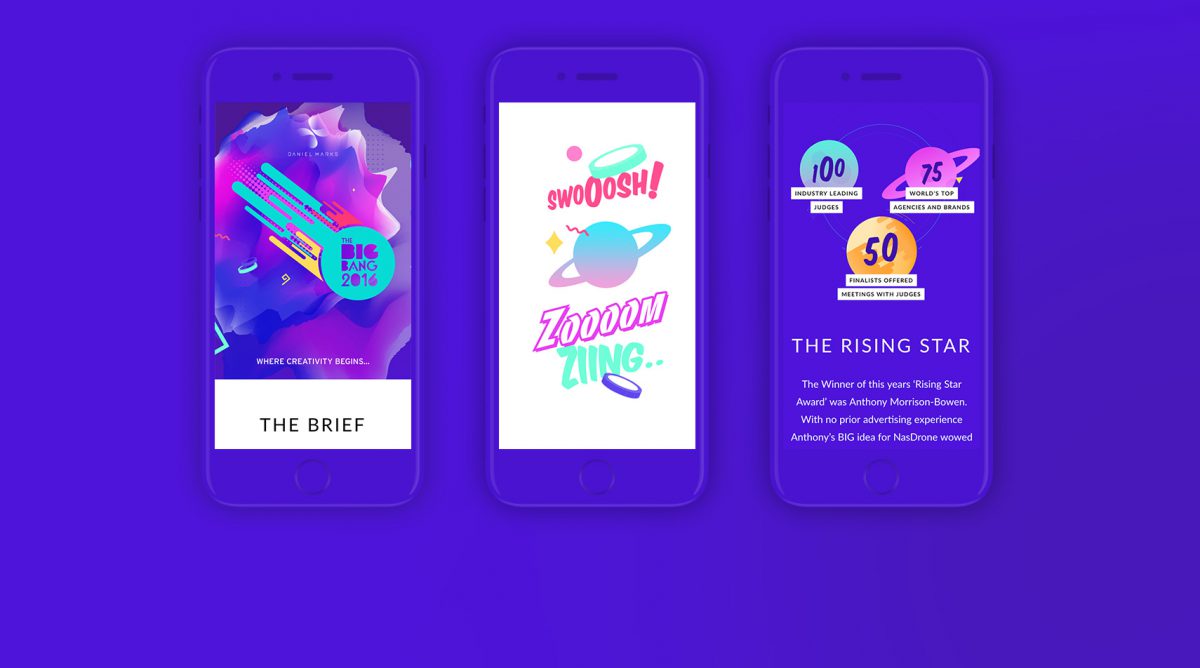 DANIEL MARKS
THE
BIG
BANG
2016
WHERE CREATIVITY BEGINS...
THE BRIEF
SWOOOSH!
ZOOOOM
ZIING..
100
INDUSTRY LEADING
JUDGES
75
WORLD'S TOP
AGENCIES AND BRANDS
50
FINALISTS OFFERED
MEETINGS WITH JUDGES
THE RISING STAR
The Winner of this years ‘Rising Star
Award’ was Anthony Morrison-Bowen.
With no prior advertising experience
Anthony’s BIG idea for NasDrone wowed